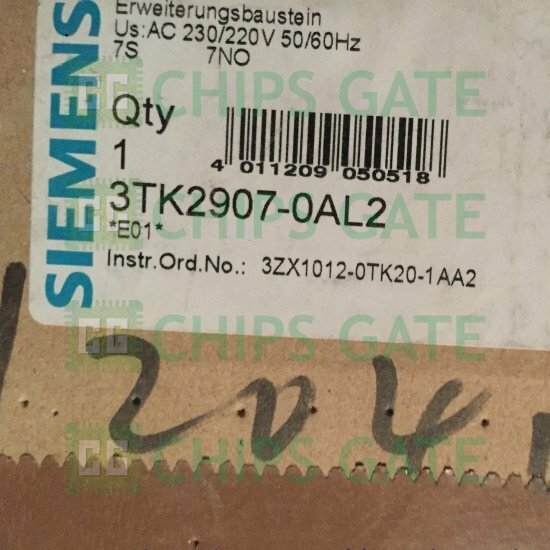 Erweiterungsbaustein
Us:AC 230/220V 50/60Hz
7S 7NO
SIEMENS
Qty
1
4 011209 050518
3TK2907-0AL2
*E01*
Instr.Ord.No.: 3ZX1012-0TK20-1AA2
204
CHIPS GATE
CHIPS GATE
CHIPS GATE
CHIPS GATE
CHIPS GATE